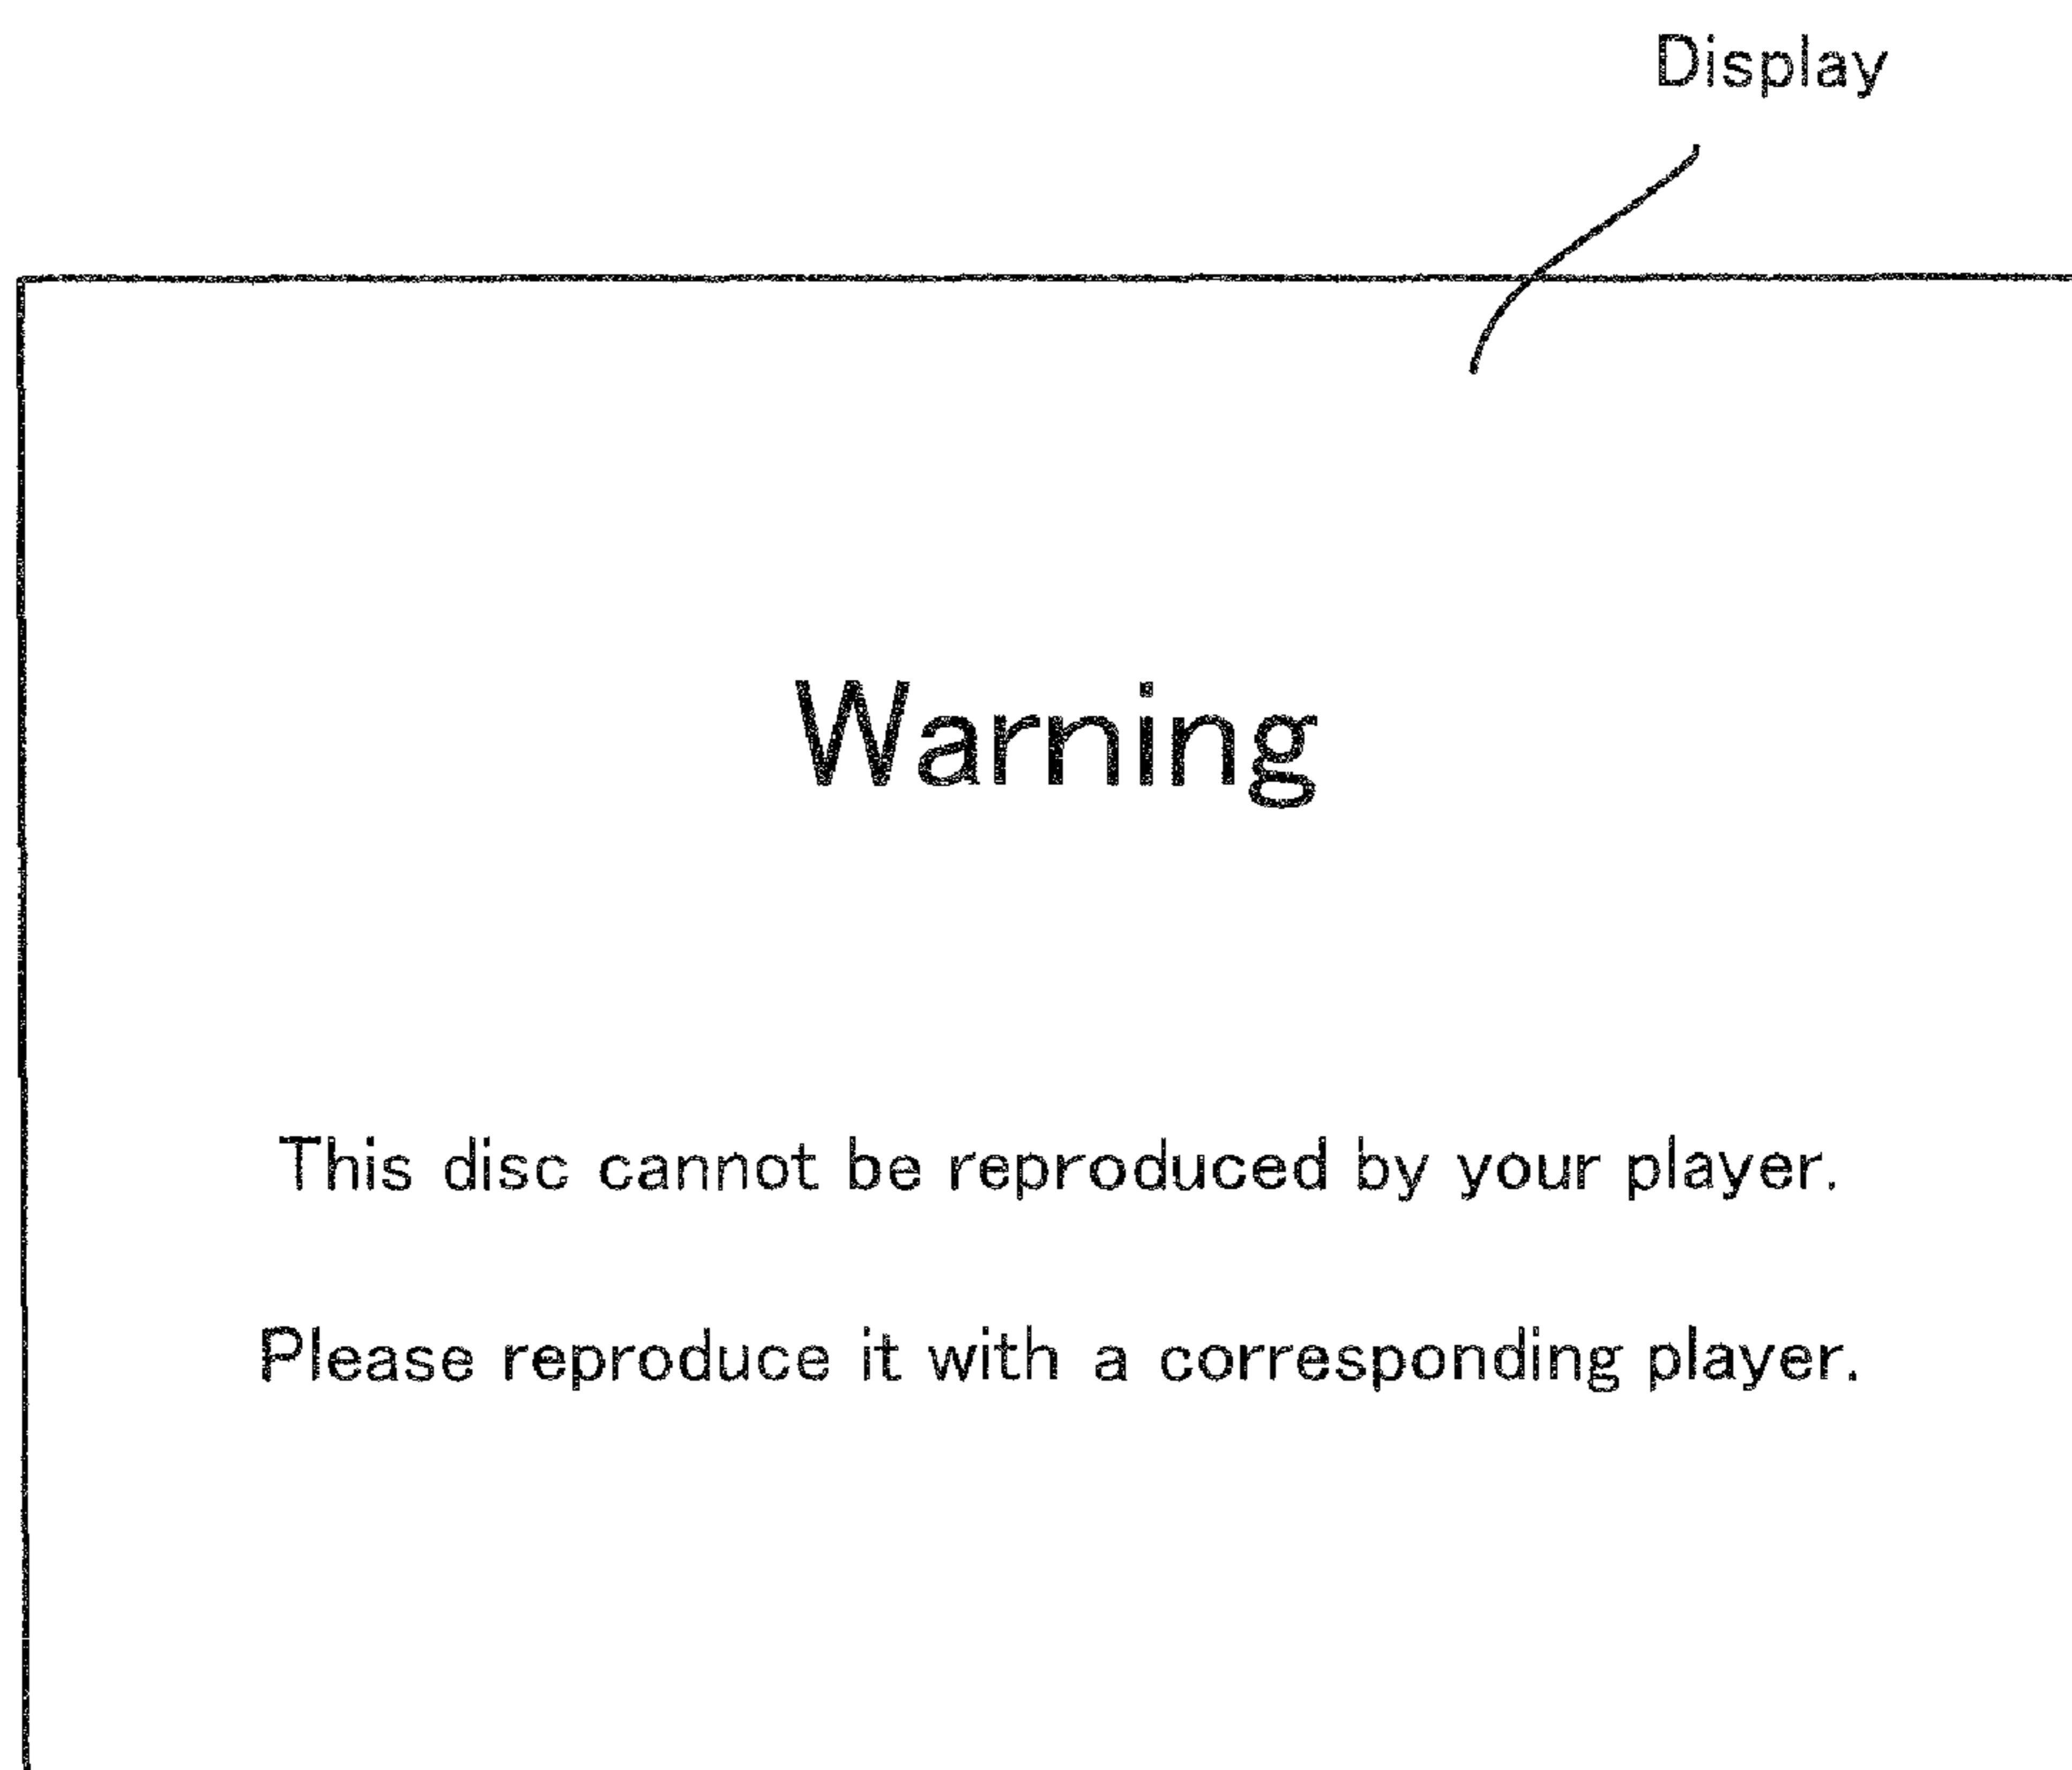 Display
Warning
This disc cannot be reproduced by your player.
Please reproduce it with a corresponding player.